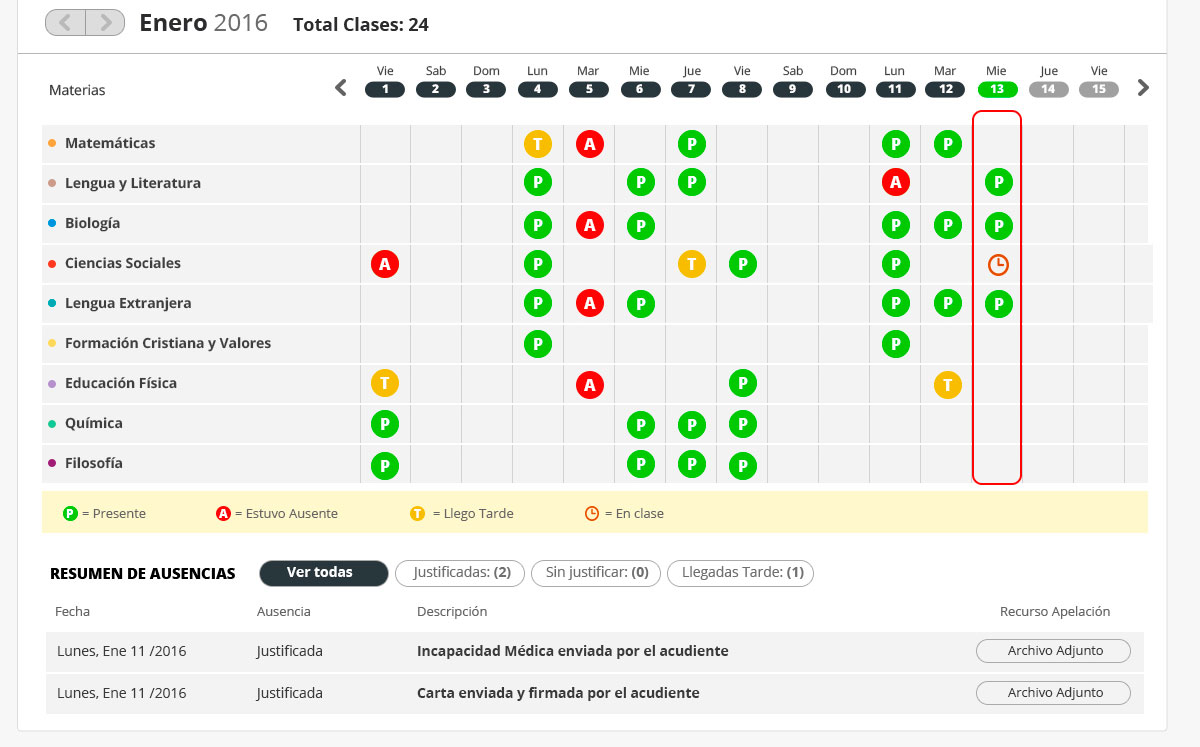 Enero 2016 Total Clases: 24
Vie Sab Dom Lun Mar Mie Jue Vie Sab Dom Lun Mar Mie Jue Vie
Materias 1 2 3 4 5 6 7 8 9 10 11 12 13 14 15
Matemáticas T A P P P
Lengua y Literatura P P P A P
Biología P A P P P P
Ciencias Sociales A P T P P
Lengua Extranjera P A P P P P
Formación Cristiana y Valores P P
Educación Física T A P T
Química P P P P
Filosofía P P P P
P = Presente A = Estuvo Ausente T = Llego Tarde = En clase
RESUMEN DE AUSENCIAS Ver todas Justificadas: (2) Sin justificar: (0) Llegadas Tarde: (1)
Fecha Ausencia Descripción Recurso Apelación
Lunes, Ene 11 /2016 Justificada Incapacidad Médica enviada por el acudiente Archivo Adjunto
Lunes, Ene 11 /2016 Justificada Carta enviada y firmada por el acudiente Archivo Adjunto